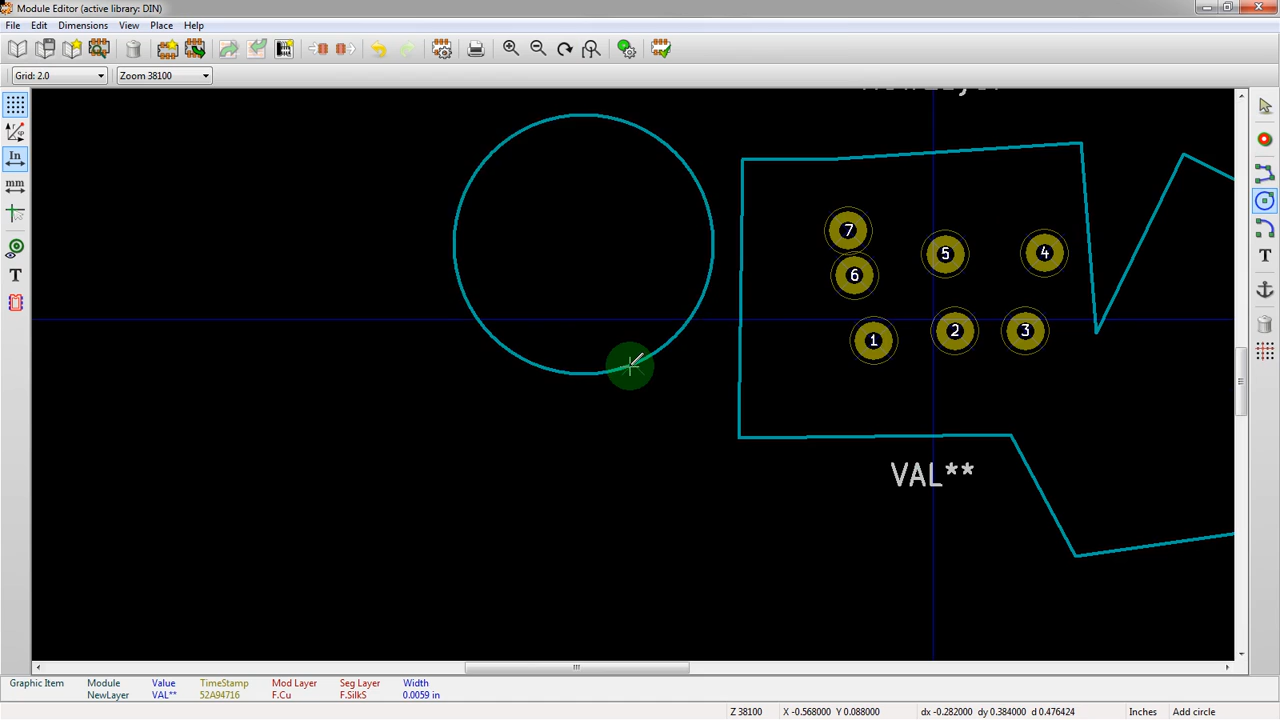 Module Editor (active library: DIN)
File Edit Dimensions View Place Help
Grid: 2.0 Zoom 38100
In
mm
T
T
7
5
4
6
1
2
3
VAL**
Graphic Item Module Value TimeStamp Mod Layer Seg Layer Width
NewLayer VAL** 52A94716 F.Cu F.SilkS 0.0059 in
Z 38100 X -0.568000 Y 0.088000 dx -0.282000 dy 0.384000 d 0.476424 Inches Add circle